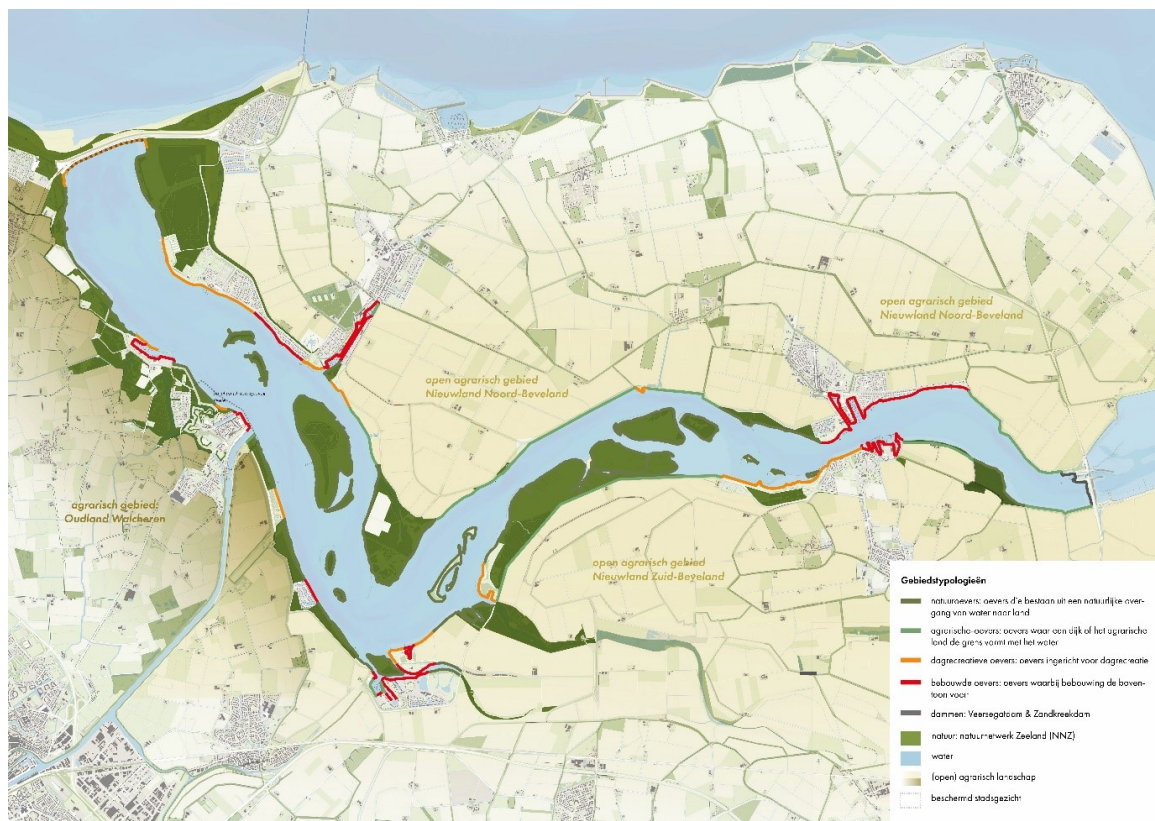 open agrarisch gebied
Nieuwland Noord-Beveland
open agrarisch gebied
Nieuwland Noord-Beveland
agrarisch gebied:
Oudland Walcheren
open agrarisch gebied
Nieuwland Zuid-Beveland
Gebiedstypologieën
natuuroevers: oevers die bestaan uit een natuurlijke over-
gang van water naar land
agrarische-oevers: oevers waar een dijk of het agrarische
land de grens vormt met het water
dagrecreatieve oevers: oevers ingericht voor dagrecreatie
bebouwde oevers: oevers waarbij bebouwing de boven-
toon voert
dammen: Veersegatdam & Zandkreekdam
natuur: natuurnetwerk Zeeland (NNZ)
water
(open) agrarisch landschap
beschermd stadsgezicht